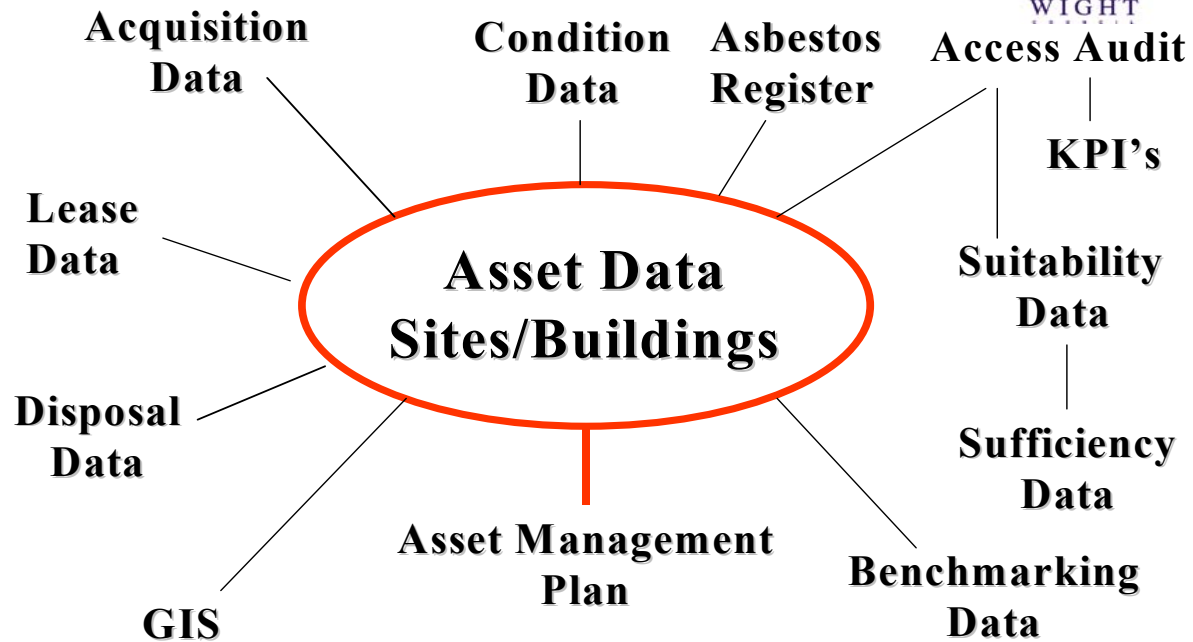 WIGHT
COUNCIL
Acquisition
Data
Condition
Data
Asbestos
Register
Access Audit
KPI’s
Lease
Data
Asset Data
Sites/Buildings
Suitability
Data
Disposal
Data
Sufficiency
Data
Asset Management
Plan
Benchmarking
Data
GIS